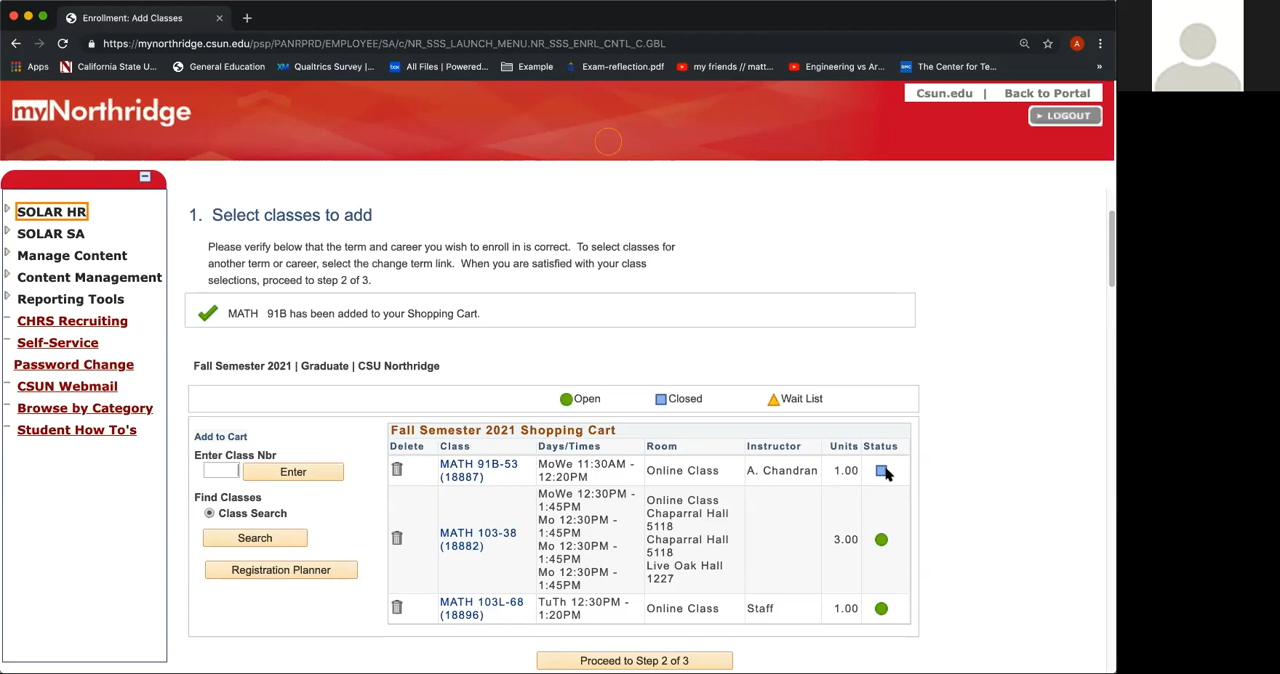 Enrollment: Add Classes
https://mynorthridge.csun.edu/psp/PANRPRD/EMPLOYEE/SA/c/NR_SSS_LAUNCH_MENU.NR_SSS_ENRL_CNTL_C.GBL
A
Apps
California State U...
General Education
Qualtrics Survey |...
All Files | Powered...
Example
Exam-reflection.pdf
my friends // matt...
Engineering vs Ar...
The Center for Te...
»
myNorthridge
Csun.edu | Back to Portal
LOGOUT
SOLAR HR
SOLAR SA
Manage Content
Content Management
Reporting Tools
CHRS Recruiting
Self-Service
Password Change
CSUN Webmail
Browse by Category
Student How To's
1. Select classes to add
Please verify below that the term and career you wish to enroll in is correct. To select classes for
another term or career, select the change term link. When you are satisfied with your class
selections, proceed to step 2 of 3.
MATH 91B has been added to your Shopping Cart.
Fall Semester 2021 | Graduate | CSU Northridge
Open Closed Wait List
Add to Cart
Enter Class Nbr
Enter
Find Classes
Class Search
Search
Registration Planner
Fall Semester 2021 Shopping Cart
Delete Class Days/Times Room Instructor Units Status
MATH 91B-53
(18887)
MoWe 11:30AM -
12:20PM
Online Class
A. Chandran
1.00
MATH 103-38
(18882)
MoWe 12:30PM -
1:45PM
Mo 12:30PM -
1:45PM
Mo 12:30PM -
1:45PM
Mo 12:30PM -
1:45PM
Online Class
Chaparral Hall
5118
Chaparral Hall
5118
Live Oak Hall
1227
3.00
MATH 103L-68
(18896)
TuTh 12:30PM -
1:20PM
Online Class
Staff
1.00
Proceed to Step 2 of 3